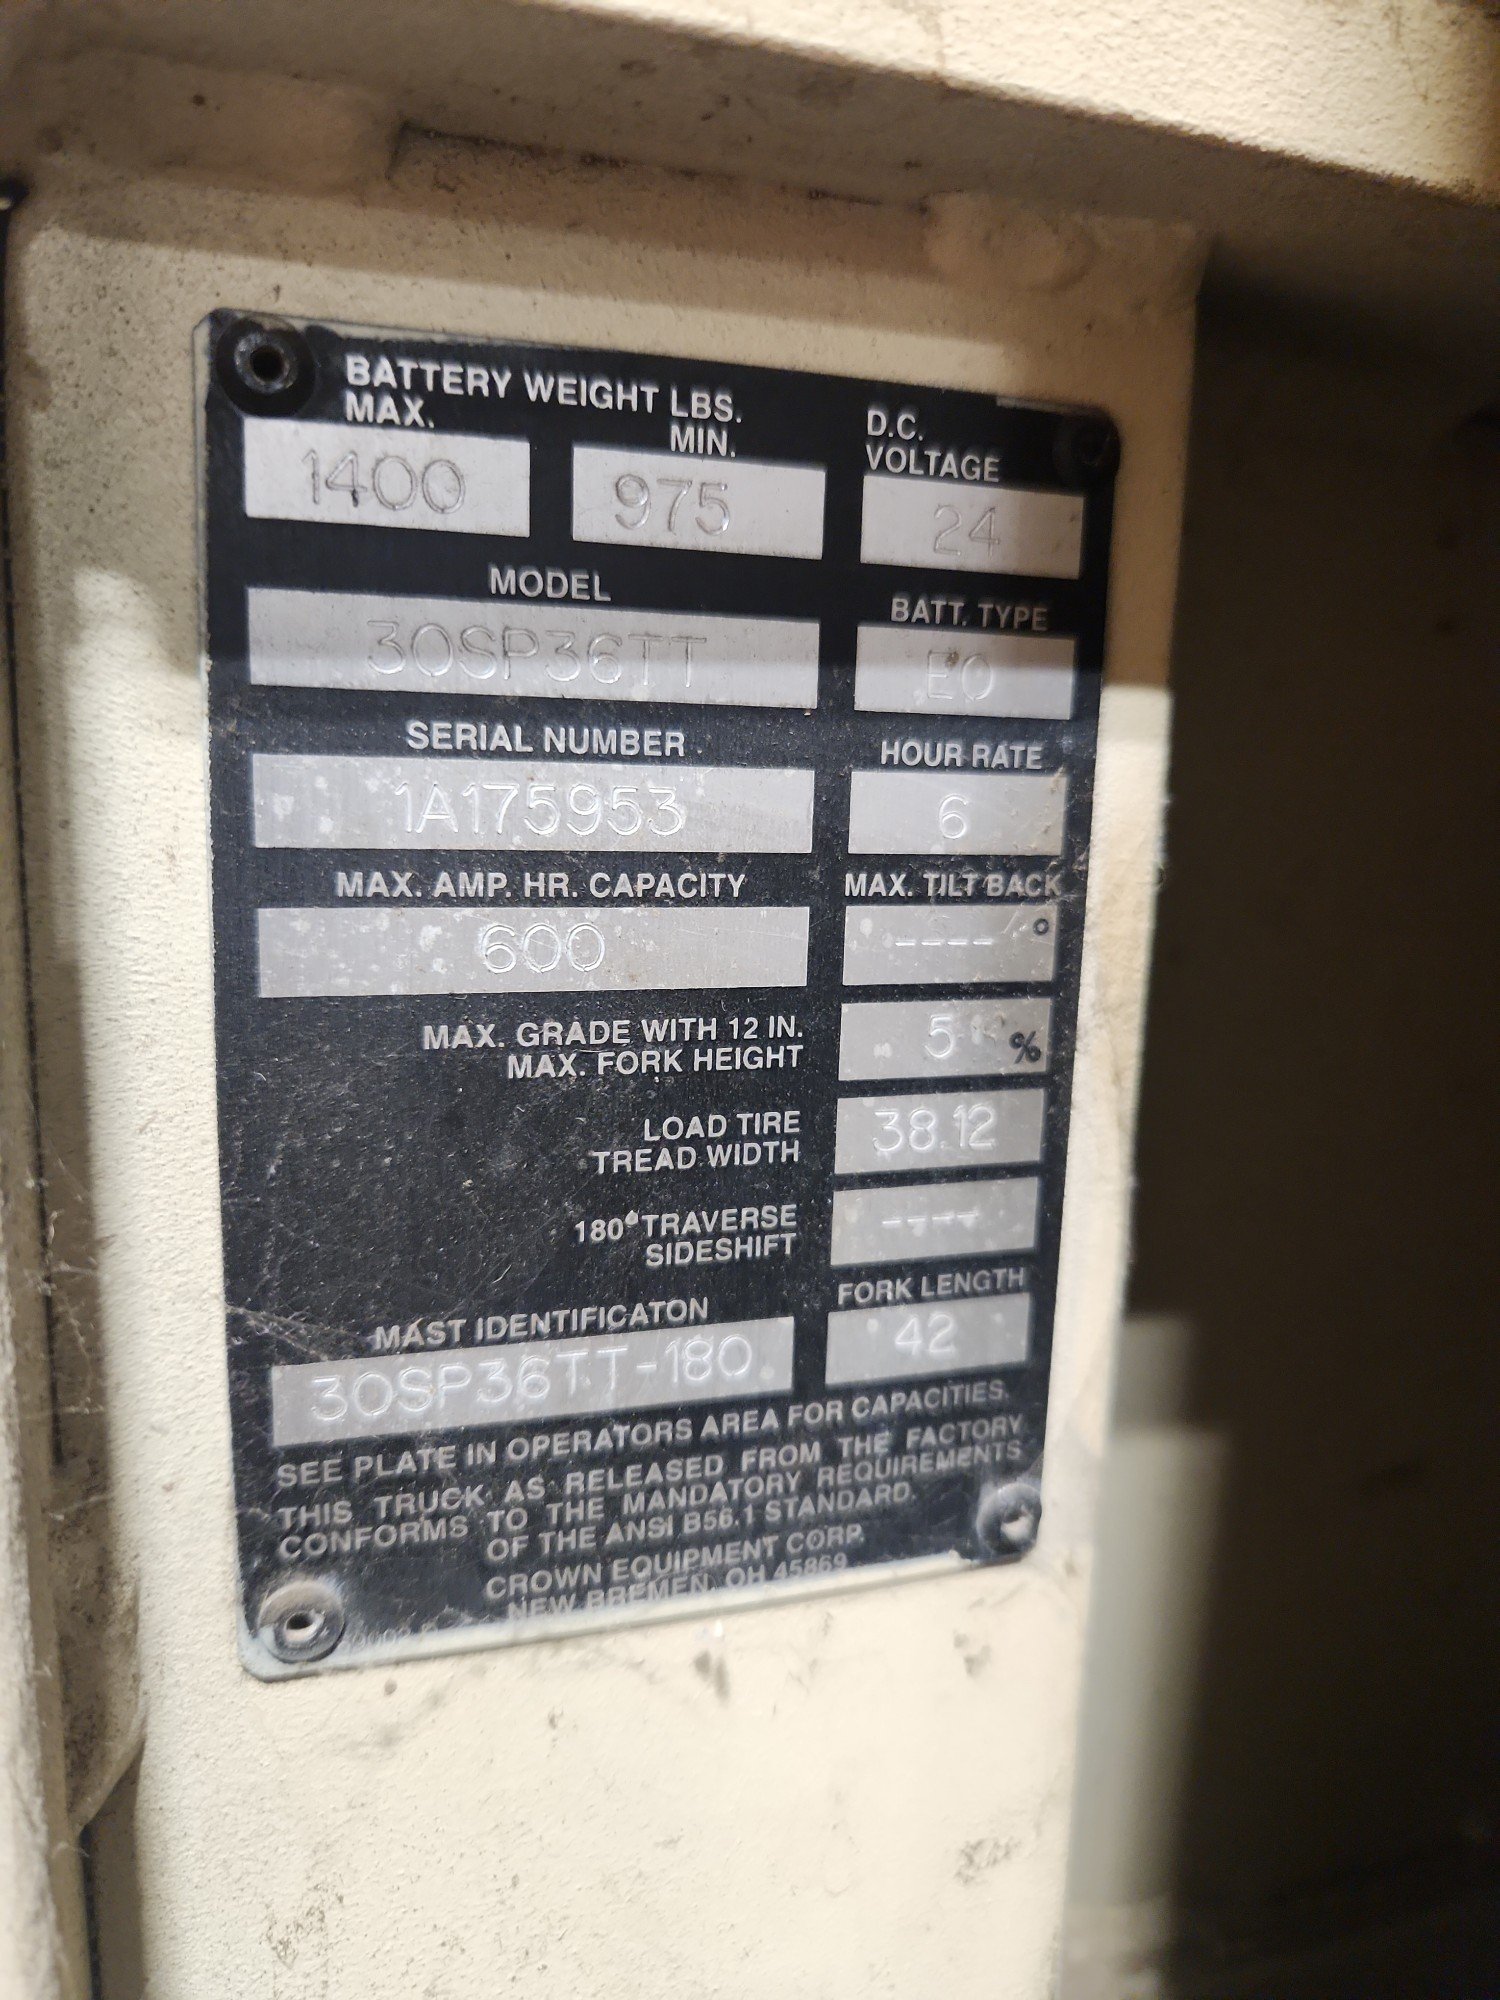 BATTERY WEIGHT LBS.
MAX. MIN. D.C. VOLTAGE
1400 975 24
MODEL BATT. TYPE
30SP36TT EO
SERIAL NUMBER HOUR RATE
1A175953 6
MAX. AMP. HR. CAPACITY MAX. TILT BACK
600 ---- °
MAX. GRADE WITH 12 IN.
MAX. FORK HEIGHT 5 %
LOAD TIRE
TREAD WIDTH 38.12
180° TRAVERSE
SIDESHIFT ----
MAST IDENTIFICATON FORK LENGTH
30SP36TT-180 42
SEE PLATE IN OPERATORS AREA FOR CAPACITIES.
THIS TRUCK AS RELEASED FROM THE FACTORY
CONFORMS TO THE MANDATORY REQUIREMENTS
OF THE ANSI B56.1 STANDARD.
CROWN EQUIPMENT CORP.
NEW BREMEN, OH 45869